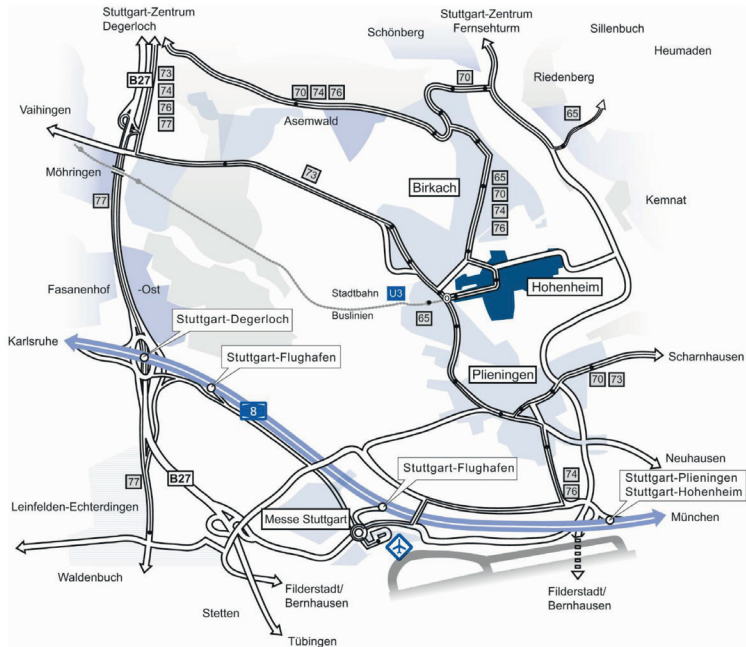 Stuttgart-Zentrum
Degerloch
Schönberg
Stuttgart-Zentrum
Fernsehturm
Sillenbuch
Heumaden
B27
73
74
76
77
70 74 76
70
Riedenberg
65
Vaihingen
Asemwald
Möhringen
73
Birkach
65
70
74
76
Kemnat
77
Fasanenhof
-Ost
Stadtbahn U3
Buslinien
65
Hohenheim
Stuttgart-Degerloch
Karlsruhe
Stuttgart-Flughafen
Plieningen
Scharnhausen
70 73
8
Neuhausen
Stuttgart-Flughafen
74
76
Stuttgart-Plieningen
Stuttgart-Hohenheim
77
B27
Leinfelden-Echterdingen
Messe Stuttgart
München
Waldenbuch
Filderstadt/
Bernhausen
Filderstadt/
Bernhausen
Stetten
Tübingen